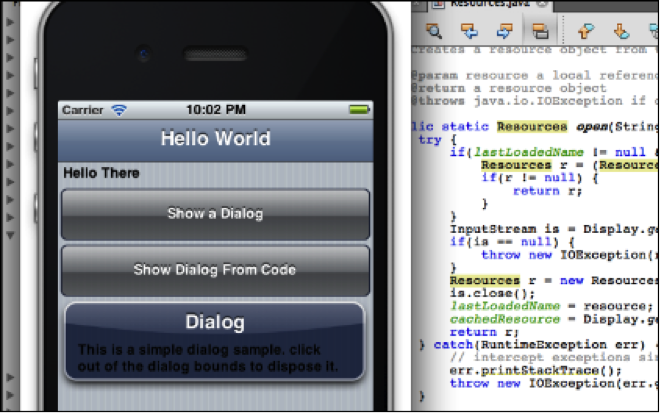 Resources.java
Creates a resource object from
@param resource a local referenc
@return a resource object
@throws java.io.IOException if
lic static Resources open(String
try {
if(lastLoadedName != null &
Resources r = (Resource
if(r != null) {
return r;
}
}
InputStream is = Display.ge
if(is == null) {
throw new IOException(r
}
Resources r = new Resources
is.close();
lastLoadedName = resource;
cachedResource = Display.ge
return r;
} catch(RuntimeException err) {
// intercept exceptions sin
err.printStackTrace();
throw new IOException(err.g
}
Carrier 10:02 PM
Hello World
Hello There
Show a Dialog
Show Dialog From Code
Dialog
This is a simple dialog sample. click
out of the dialog bounds to dispose it.